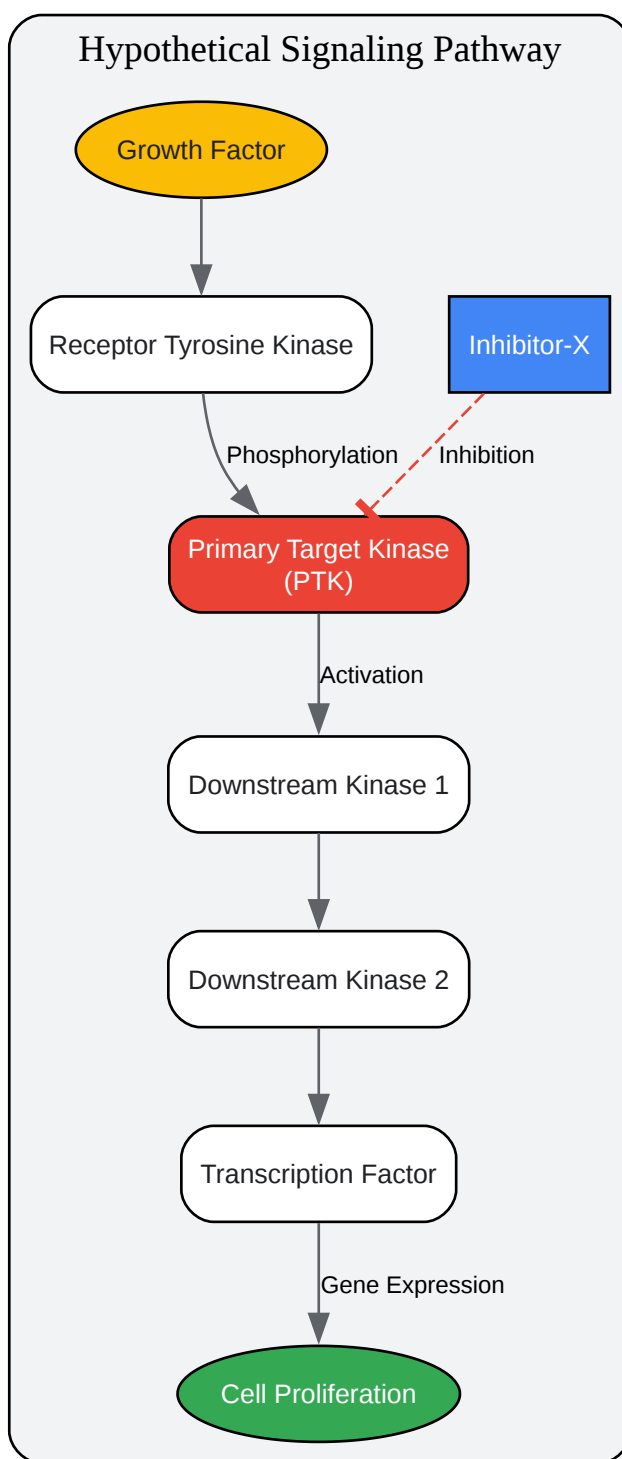 Hypothetical Signaling Pathway
Growth Factor
Receptor Tyrosine Kinase
Inhibitor-X
Phosphorylation
Inhibition
Primary Target Kinase
(PTK)
Activation
Downstream Kinase 1
Downstream Kinase 2
Transcription Factor
Gene Expression
Cell Proliferation